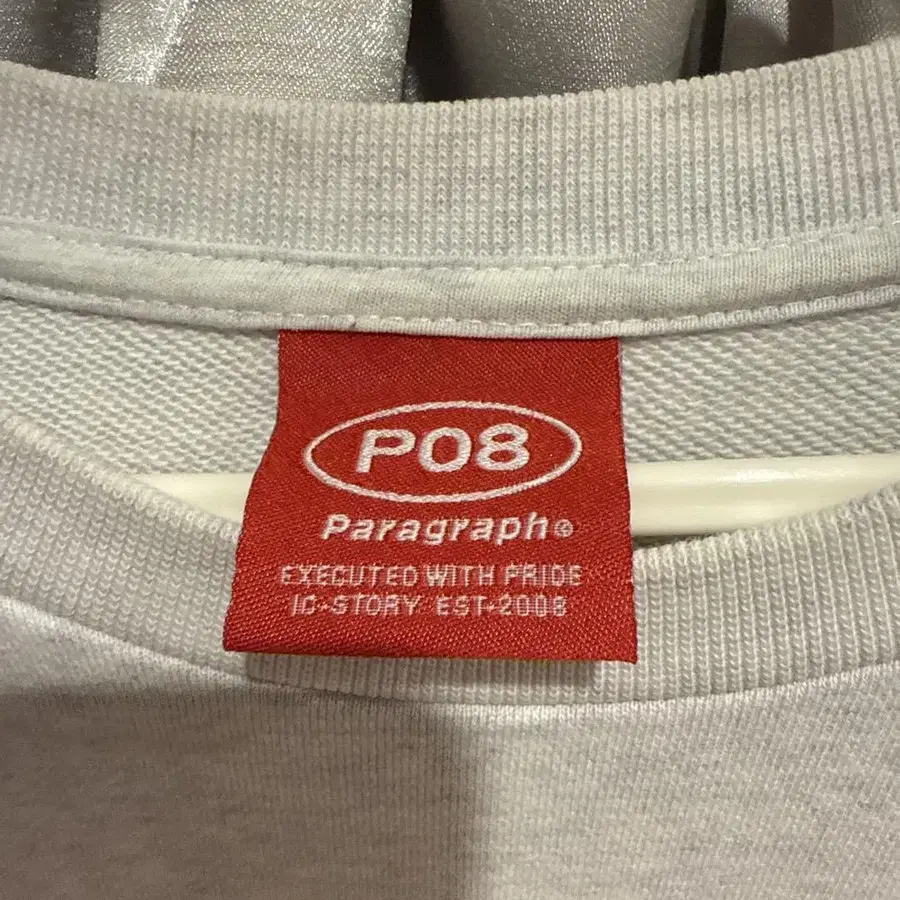 P08
Paragraph®
EXECUTED WITH PRIDE
IC-STORY EST-2008